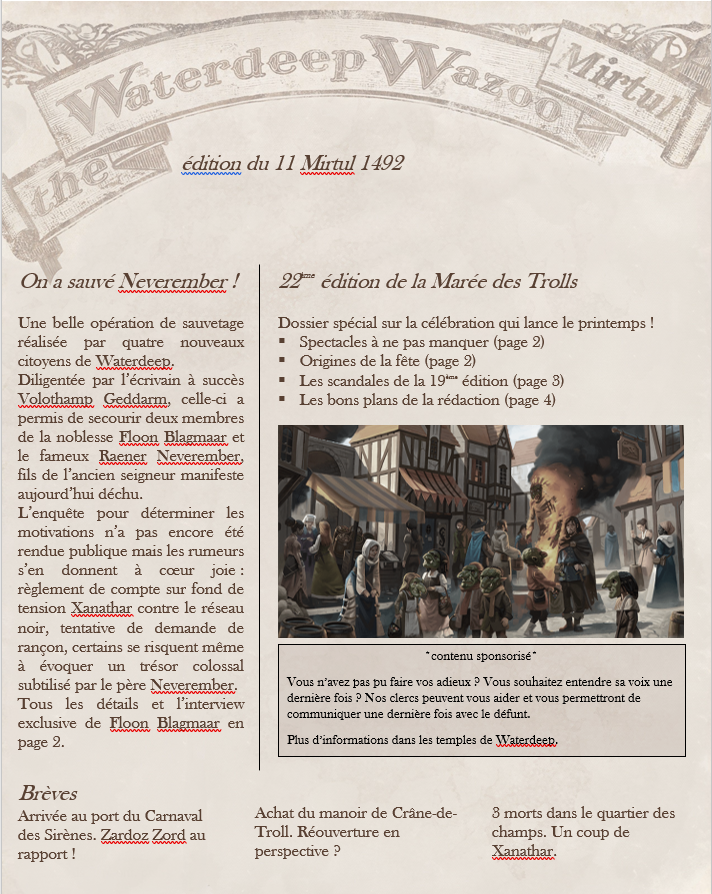 the Waterdeep Wazoo Mirtul
édition du 11 Mirtul 1492
On a sauvé Neverember !
Une belle opération de sauvetage
réalisée par quatre nouveaux
citoyens de Waterdeep.
Diligentée par l’écrivain à succès
Volothamp Geddarm, celle-ci a
permis de secourir deux membres
de la noblesse Floon Blagmaar et
le fameux Raener Neverember,
fils de l’ancien seigneur manifeste
aujourd’hui déchu.
L’enquête pour déterminer les
motivations n’a pas encore été
rendue publique mais les rumeurs
s’en donnent à cœur joie :
règlement de compte sur fond de
tension Xanathar contre le réseau
noir, tentative de demande de
rançon, certains se risquent même
à évoquer un trésor colossal
subtilisé par le père Neverember.
Tous les détails et l’interview
exclusive de Floon Blagmaar en
page 2.
22ème édition de la Marée des Trolls
Dossier spécial sur la célébration qui lance le printemps !
▪ Spectacles à ne pas manquer (page 2)
▪ Origines de la fête (page 2)
▪ Les scandales de la 19ème édition (page 3)
▪ Les bons plans de la rédaction (page 4)
*contenu sponsorisé*
Vous n’avez pas pu faire vos adieux ? Vous souhaitez entendre sa voix une
dernière fois ? Nos clercs peuvent vous aider et vous permettront de
communiquer une dernière fois avec le défunt.
Plus d’informations dans les temples de Waterdeep.
Brèves
Arrivée au port du Carnaval
des Sirènes. Zardoz Zord au
rapport !
Achat du manoir de Crâne-de-
Troll. Réouverture en
perspective ?
3 morts dans le quartier des
champs. Un coup de
Xanathar.